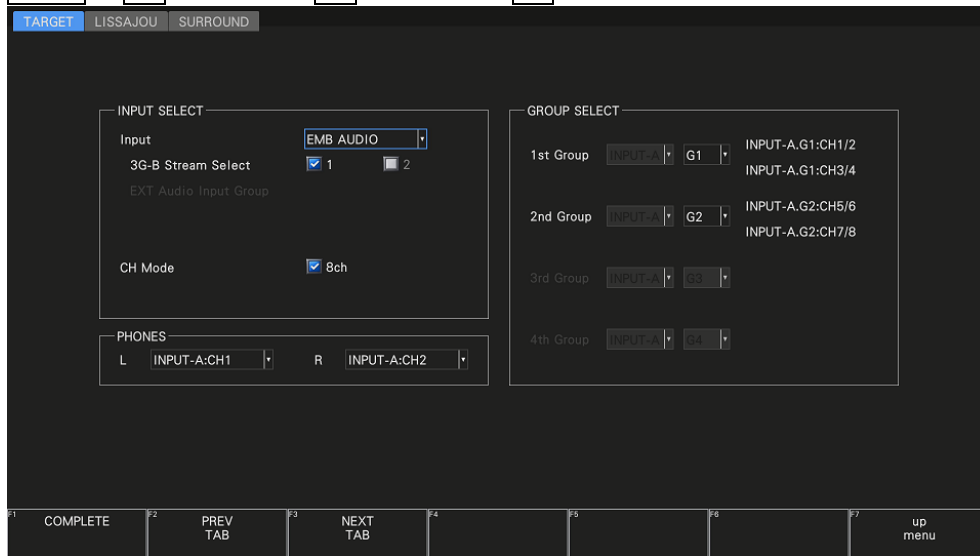 TARGET LISSAJOU SURROUND
INPUT SELECT
Input EMB AUDIO
3G-B Stream Select 1 2
EXT Audio Input Group
CH Mode 8ch
PHONES
L INPUT-A:CH1 R INPUT-A:CH2
GROUP SELECT
1st Group INPUT-A G1 INPUT-A.G1:CH1/2
INPUT-A.G1:CH3/4
2nd Group INPUT-A G2 INPUT-A.G2:CH5/6
INPUT-A.G2:CH7/8
3rd Group INPUT-A G3
4th Group INPUT-A G4
F1 COMPLETE F2 PREV TAB F3 NEXT TAB F4 F5 F6 F7 up menu